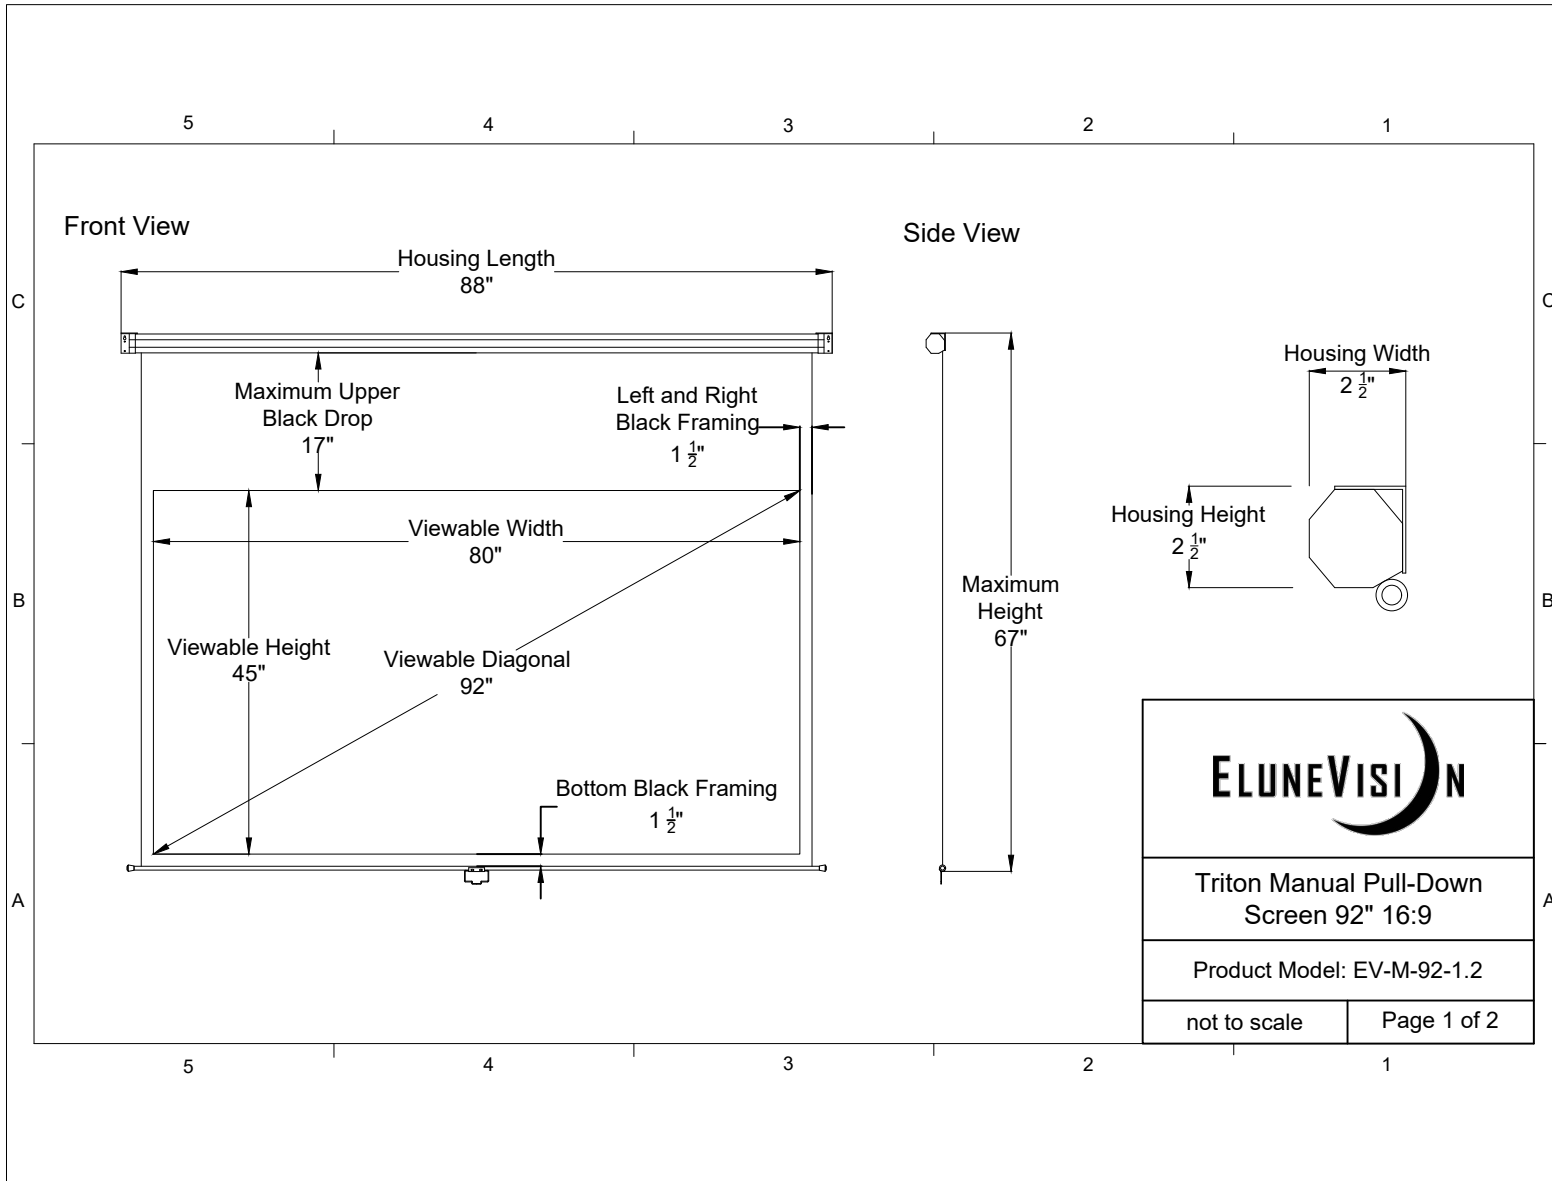 5 4 3 2 1
Front View
Side View
Housing Length
88"
C
C
Housing Width
2 1/2"
Maximum Upper
Black Drop
17"
Left and Right
Black Framing
1 1/2"
Housing Height
2 1/2"
Viewable Width
80"
Maximum
Height
67"
B
B
Viewable Height
45"
Viewable Diagonal
92"
Bottom Black Framing
1 1/2"
ELUNEVISION
Triton Manual Pull-Down
Screen 92" 16:9
A
A
Product Model: EV-M-92-1.2
not to scale
Page 1 of 2
5 4 3 2 1